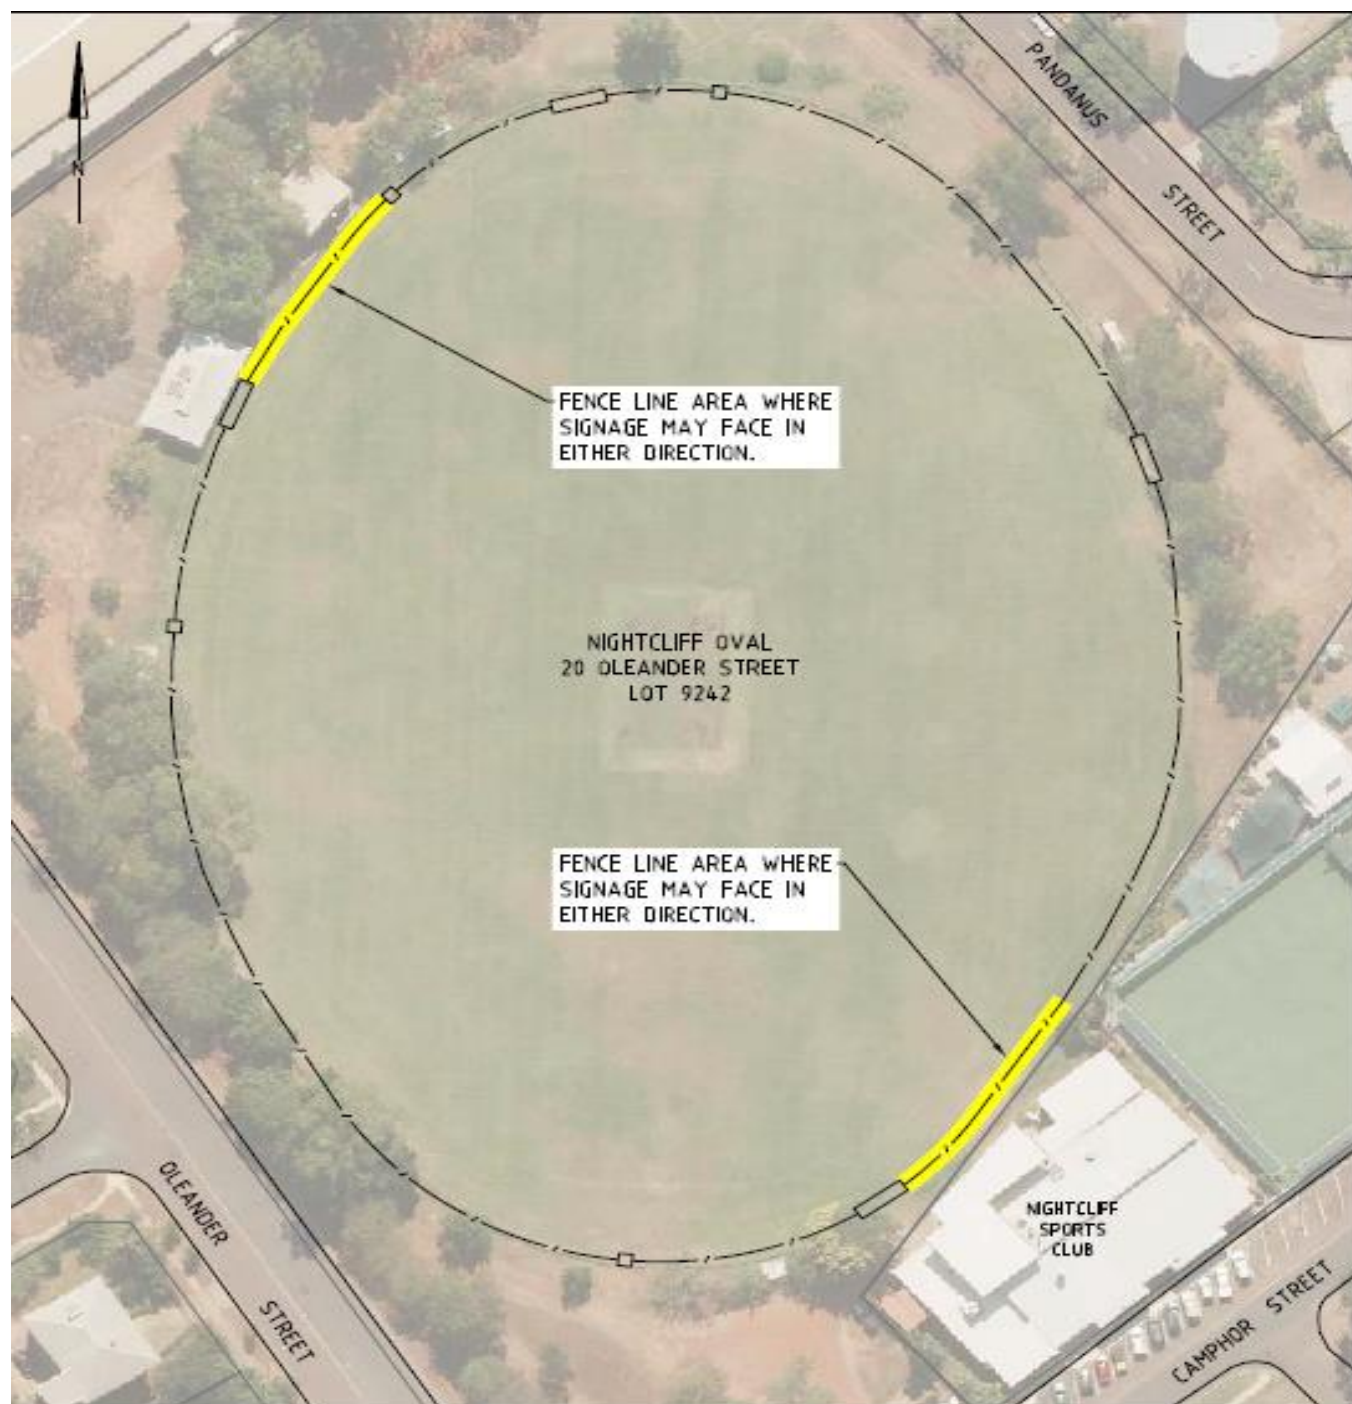 N
PANDANUS
STREET
FENCE LINE AREA WHERE
SIGNAGE MAY FACE IN
EITHER DIRECTION.
NIGHTCLIFF OVAL
20 OLEANDER STREET
LOT 9242
FENCE LINE AREA WHERE
SIGNAGE MAY FACE IN
EITHER DIRECTION.
OLEANDER
STREET
NIGHTCLIFF
SPORTS
CLUB
CAMPHOR STREET